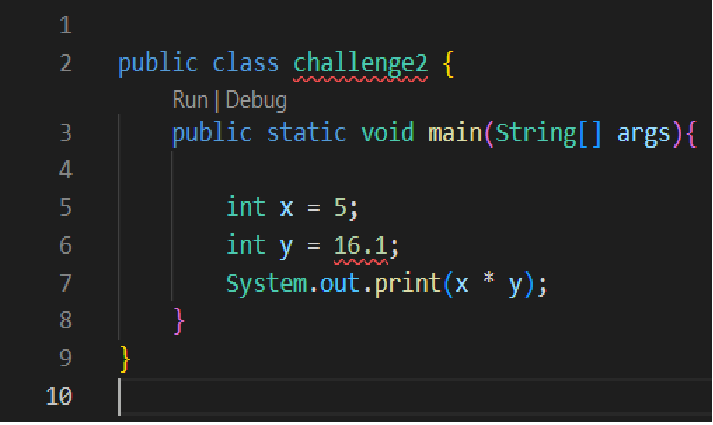 1
2 public class challenge2 {
Run | Debug
3 public static void main(String[] args){
4
5 int x = 5;
6 int y = 16.1;
7 System.out.print(x * y);
8 }
9 }
10